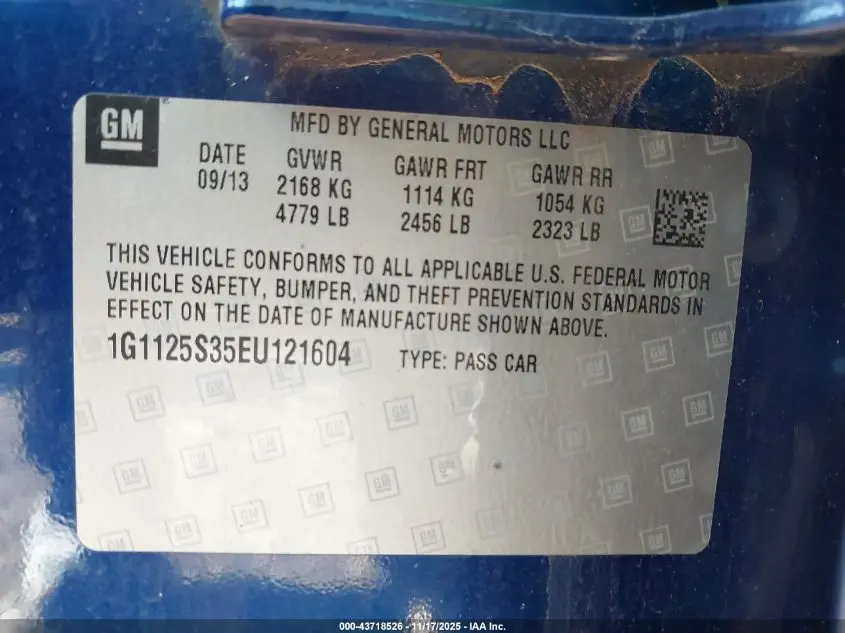 GM
MFD BY GENERAL MOTORS LLC
DATE GVWR GAWR FRT GAWR RR
09/13 2168 KG 1114 KG 1054 KG
4779 LB 2456 LB 2323 LB
THIS VEHICLE CONFORMS TO ALL APPLICABLE U.S. FEDERAL MOTOR
VEHICLE SAFETY, BUMPER, AND THEFT PREVENTION STANDARDS IN
EFFECT ON THE DATE OF MANUFACTURE SHOWN ABOVE.
1G1125S35EU121604 TYPE: PASS CAR
000-43718526 - 11/17/2025 - IAA Inc.